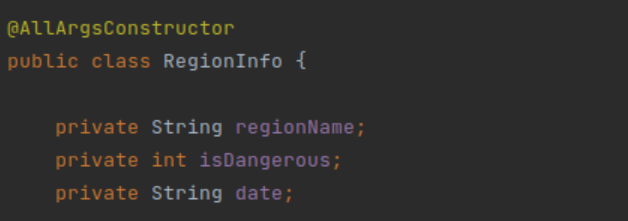 @AllArgsConstructor
public class RegionInfo {
private String regionName;
private int isDangerous;
private String date;